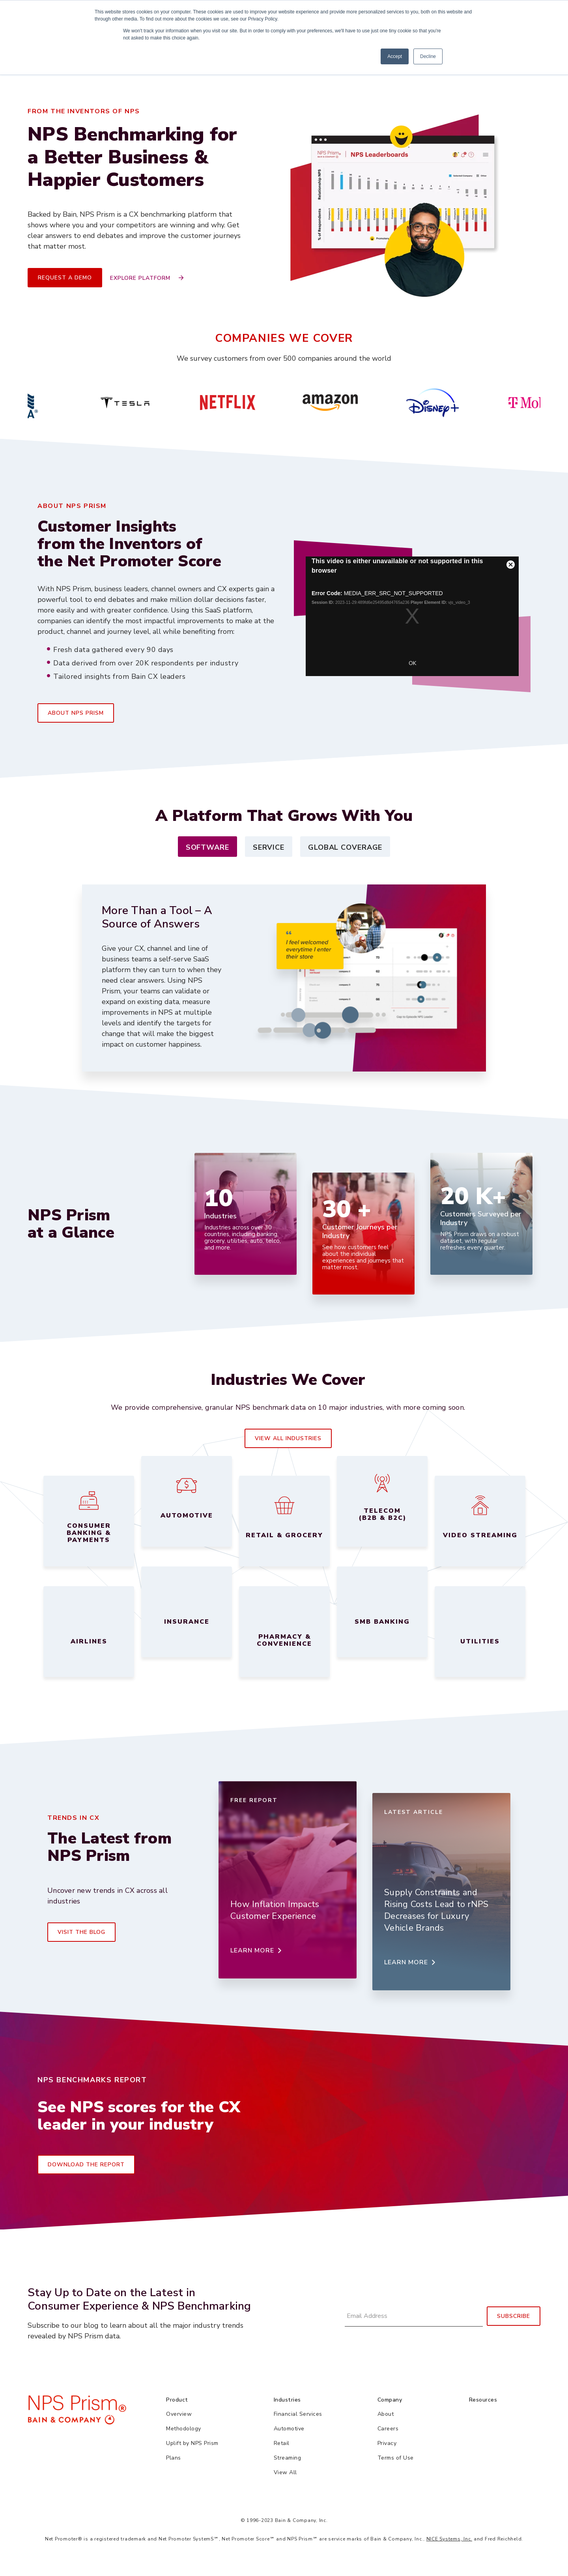 This website stores cookies on your computer. These cookies are used to improve your website experience and provide more personalized services to you, both on this website and
through other media. To find out more about the cookies we use, see our Privacy Policy.
We won't track your information when you visit our site. But in order to comply with your preferences, we'll have to use just one tiny cookie so that you're
not asked to make this choice again.
Accept
Decline
FROM THE INVENTORS OF NPS
NPS Benchmarking for
a Better Business &
Happier Customers
Backed by Bain, NPS Prism is a CX benchmarking platform that
shows where you and your competitors are winning and why. Get
clear answers to end debates and improve the customer journeys
that matter most.
REQUEST A DEMO
EXPLORE PLATFORM
NPS Prism
NPS Leaderboards
Relationship NPS
% of Respondents
COMPANIES WE COVER
We survey customers from over 500 companies around the world
TESLA
NETFLIX
amazon
Disney+
T Mo
ABOUT NPS PRISM
Customer Insights
from the Inventors of
the Net Promoter Score
With NPS Prism, business leaders, channel owners and CX experts gain a
powerful tool to end debates and make million dollar decisions faster,
more easily and with greater confidence. Using this SaaS platform,
companies can identify the most impactful improvements to make at the
product, channel and journey level, all while benefiting from:
Fresh data gathered every 90 days
Data derived from over 20K respondents per industry
Tailored insights from Bain CX leaders
ABOUT NPS PRISM
This video is either unavailable or not supported in this
browser
Error Code: MEDIA_ERR_SRC_NOT_SUPPORTED
Player Element ID: vjs_video_3
OK
A Platform That Grows With You
SOFTWARE
SERVICE
GLOBAL COVERAGE
More Than a Tool – A
Source of Answers
Give your CX, channel and line of
business teams a self-serve SaaS
platform they can turn to when they
need clear answers. Using NPS
Prism, your teams can validate or
expand on existing data, measure
improvements in NPS at multiple
levels and identify the targets for
change that will make the biggest
impact on customer happiness.
I feel welcomed
everytime I enter
their store
NPS Prism
at a Glance
10
Industries
Industries across over 30
countries, including banking,
grocery, utilities, auto, telco,
and more.
30 +
Customer Journeys per
Industry
See how customers feel
about the individual
experiences and journeys that
matter most.
20 K+
Customers Surveyed per
Industry
NPS Prism draws on a robust
dataset, with regular
refreshes every quarter.
Industries We Cover
We provide comprehensive, granular NPS benchmark data on 10 major industries, with more coming soon.
VIEW ALL INDUSTRIES
CONSUMER
BANKING &
PAYMENTS
AUTOMOTIVE
RETAIL & GROCERY
TELECOM
(B2B & B2C)
VIDEO STREAMING
AIRLINES
INSURANCE
PHARMACY &
CONVENIENCE
SMB BANKING
UTILITIES
TRENDS IN CX
The Latest from
NPS Prism
Uncover new trends in CX across all
industries
VISIT THE BLOG
FREE REPORT
How Inflation Impacts
Customer Experience
LEARN MORE
LATEST ARTICLE
Supply Constraints and
Rising Costs Lead to rNPS
Decreases for Luxury
Vehicle Brands
LEARN MORE
NPS BENCHMARKS REPORT
See NPS scores for the CX
leader in your industry
DOWNLOAD THE REPORT
Stay Up to Date on the Latest in
Consumer Experience & NPS Benchmarking
Subscribe to our blog to learn about all the major industry trends
revealed by NPS Prism data.
Email Address
SUBSCRIBE
NPS Prism®
BAIN & COMPANY
Product
Overview
Methodology
Uplift by NPS Prism
Plans
Industries
Financial Services
Automotive
Retail
Streaming
View All
Company
About
Careers
Privacy
Terms of Use
Resources
© 1996-2023 Bain & Company, Inc.
Net Promoter® is a registered trademark and Net Promoter System®℠, Net Promoter Score℠ and NPS Prism℠ are service marks of Bain & Company, Inc., NICE Systems, Inc. and Fred Reichheld.